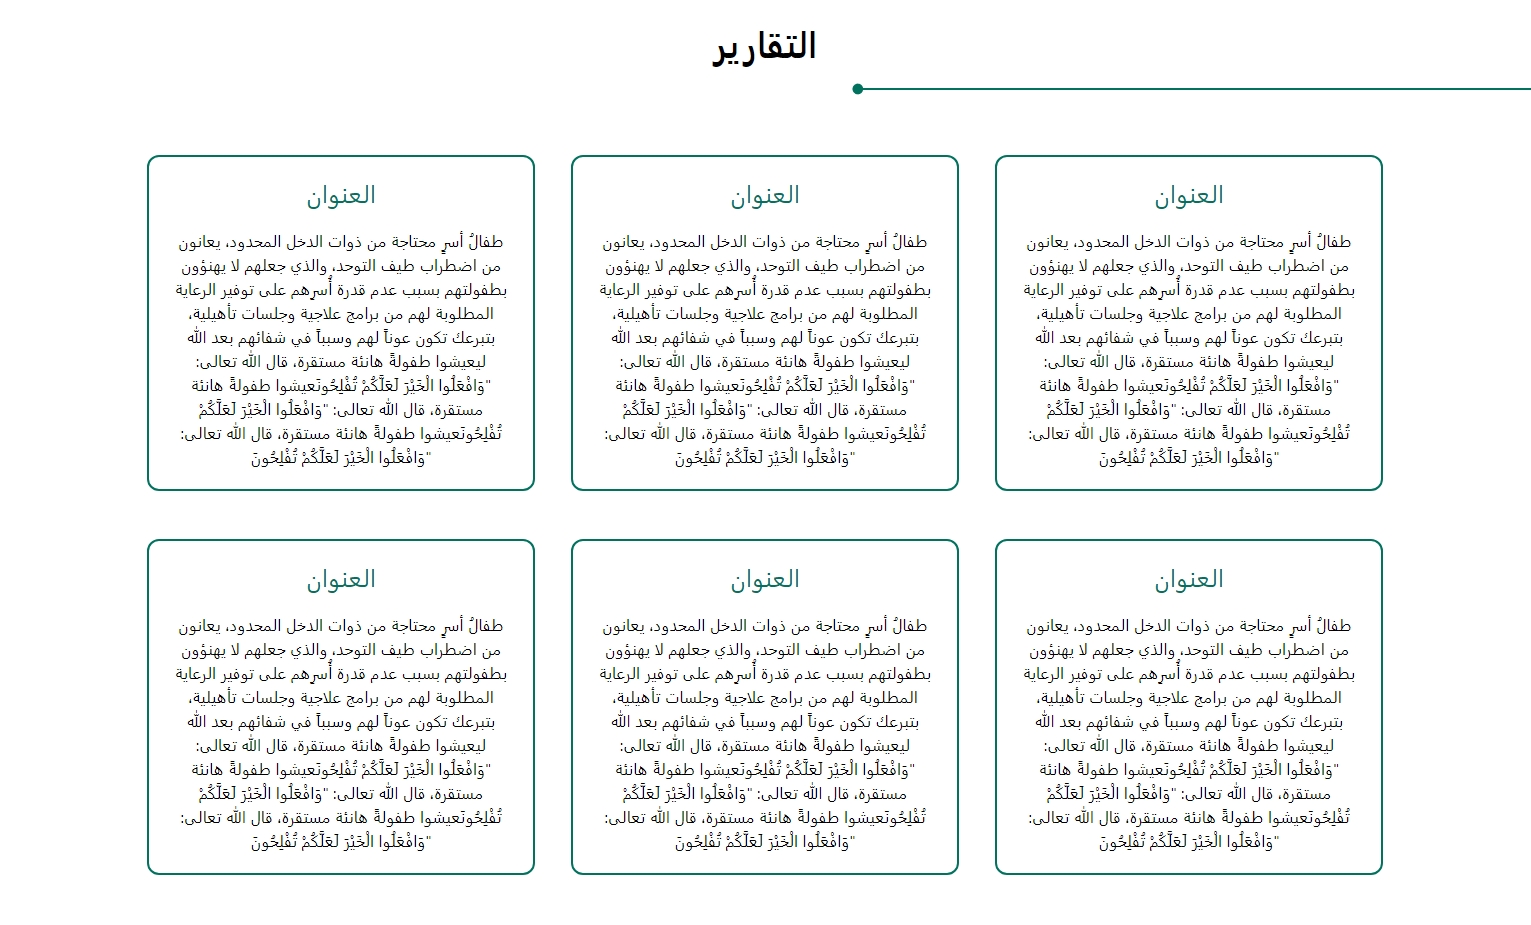 التقارير
العنوان
طفالُ أسرٍ محتاجة من ذوات الدخل المحدود، يعانون
من اضطراب طيف التوحد، والذي جعلهم لا يهنؤون
بطفولتهم بسبب عدم قدرة أُسرهم على توفير الرعاية
المطلوبة لهم من برامج علاجية وجلسات تأهيلية،
بتبرعك تكون عوناً لهم وسبباً في شفائهم بعد الله
ليعيشوا طفولةً هانئة مستقرة، قال الله تعالى:
"وَافْعَلُوا الْخَيْرَ لَعَلَّكُمْ تُفْلِحُونَعيشوا طفولةً هانئة
مستقرة، قال الله تعالى: "وَافْعَلُوا الْخَيْرَ لَعَلَّكُمْ
تُفْلِحُونَعيشوا طفولةً هانئة مستقرة، قال الله تعالى:
"وَافْعَلُوا الْخَيْرَ لَعَلَّكُمْ تُفْلِحُونَ
العنوان
طفالُ أسرٍ محتاجة من ذوات الدخل المحدود، يعانون
من اضطراب طيف التوحد، والذي جعلهم لا يهنؤون
بطفولتهم بسبب عدم قدرة أُسرهم على توفير الرعاية
المطلوبة لهم من برامج علاجية وجلسات تأهيلية،
بتبرعك تكون عوناً لهم وسبباً في شفائهم بعد الله
ليعيشوا طفولةً هانئة مستقرة، قال الله تعالى:
"وَافْعَلُوا الْخَيْرَ لَعَلَّكُمْ تُفْلِحُونَعيشوا طفولةً هانئة
مستقرة، قال الله تعالى: "وَافْعَلُوا الْخَيْرَ لَعَلَّكُمْ
تُفْلِحُونَعيشوا طفولةً هانئة مستقرة، قال الله تعالى:
"وَافْعَلُوا الْخَيْرَ لَعَلَّكُمْ تُفْلِحُونَ
العنوان
طفالُ أسرٍ محتاجة من ذوات الدخل المحدود، يعانون
من اضطراب طيف التوحد، والذي جعلهم لا يهنؤون
بطفولتهم بسبب عدم قدرة أُسرهم على توفير الرعاية
المطلوبة لهم من برامج علاجية وجلسات تأهيلية،
بتبرعك تكون عوناً لهم وسبباً في شفائهم بعد الله
ليعيشوا طفولةً هانئة مستقرة، قال الله تعالى:
"وَافْعَلُوا الْخَيْرَ لَعَلَّكُمْ تُفْلِحُونَعيشوا طفولةً هانئة
مستقرة، قال الله تعالى: "وَافْعَلُوا الْخَيْرَ لَعَلَّكُمْ
تُفْلِحُونَعيشوا طفولةً هانئة مستقرة، قال الله تعالى:
"وَافْعَلُوا الْخَيْرَ لَعَلَّكُمْ تُفْلِحُونَ
العنوان
طفالُ أسرٍ محتاجة من ذوات الدخل المحدود، يعانون
من اضطراب طيف التوحد، والذي جعلهم لا يهنؤون
بطفولتهم بسبب عدم قدرة أُسرهم على توفير الرعاية
المطلوبة لهم من برامج علاجية وجلسات تأهيلية،
بتبرعك تكون عوناً لهم وسبباً في شفائهم بعد الله
ليعيشوا طفولةً هانئة مستقرة، قال الله تعالى:
"وَافْعَلُوا الْخَيْرَ لَعَلَّكُمْ تُفْلِحُونَعيشوا طفولةً هانئة
مستقرة، قال الله تعالى: "وَافْعَلُوا الْخَيْرَ لَعَلَّكُمْ
تُفْلِحُونَعيشوا طفولةً هانئة مستقرة، قال الله تعالى:
"وَافْعَلُوا الْخَيْرَ لَعَلَّكُمْ تُفْلِحُونَ
العنوان
طفالُ أسرٍ محتاجة من ذوات الدخل المحدود، يعانون
من اضطراب طيف التوحد، والذي جعلهم لا يهنؤون
بطفولتهم بسبب عدم قدرة أُسرهم على توفير الرعاية
المطلوبة لهم من برامج علاجية وجلسات تأهيلية،
بتبرعك تكون عوناً لهم وسبباً في شفائهم بعد الله
ليعيشوا طفولةً هانئة مستقرة، قال الله تعالى:
"وَافْعَلُوا الْخَيْرَ لَعَلَّكُمْ تُفْلِحُونَعيشوا طفولةً هانئة
مستقرة، قال الله تعالى: "وَافْعَلُوا الْخَيْرَ لَعَلَّكُمْ
تُفْلِحُونَعيشوا طفولةً هانئة مستقرة، قال الله تعالى:
"وَافْعَلُوا الْخَيْرَ لَعَلَّكُمْ تُفْلِحُونَ
العنوان
طفالُ أسرٍ محتاجة من ذوات الدخل المحدود، يعانون
من اضطراب طيف التوحد، والذي جعلهم لا يهنؤون
بطفولتهم بسبب عدم قدرة أُسرهم على توفير الرعاية
المطلوبة لهم من برامج علاجية وجلسات تأهيلية،
بتبرعك تكون عوناً لهم وسبباً في شفائهم بعد الله
ليعيشوا طفولةً هانئة مستقرة، قال الله تعالى:
"وَافْعَلُوا الْخَيْرَ لَعَلَّكُمْ تُفْلِحُونَعيشوا طفولةً هانئة
مستقرة، قال الله تعالى: "وَافْعَلُوا الْخَيْرَ لَعَلَّكُمْ
تُفْلِحُونَعيشوا طفولةً هانئة مستقرة، قال الله تعالى:
"وَافْعَلُوا الْخَيْرَ لَعَلَّكُمْ تُفْلِحُونَ